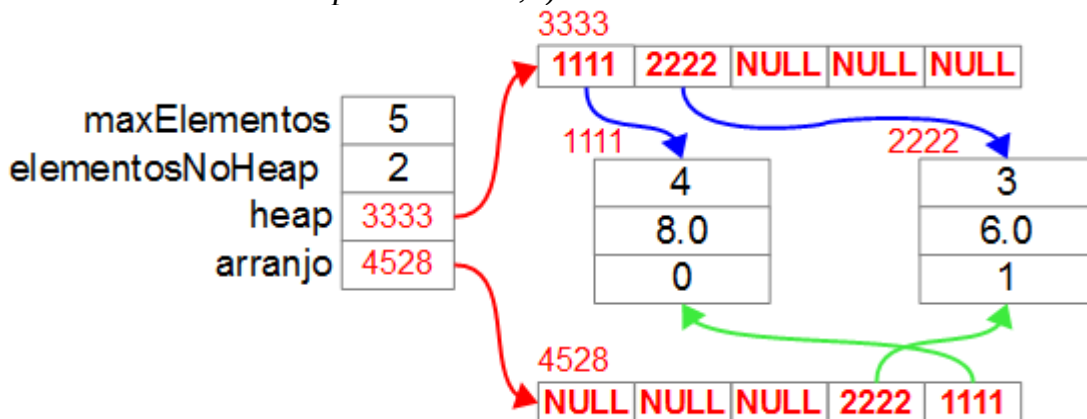 3333
1111 2222 NULL NULL NULL
maxElementos 5
elementosNoHeap 2
heap 3333
arranjo 4528
1111
4
8.0
0
2222
3
6.0
1
4528
NULL NULL NULL 2222 1111